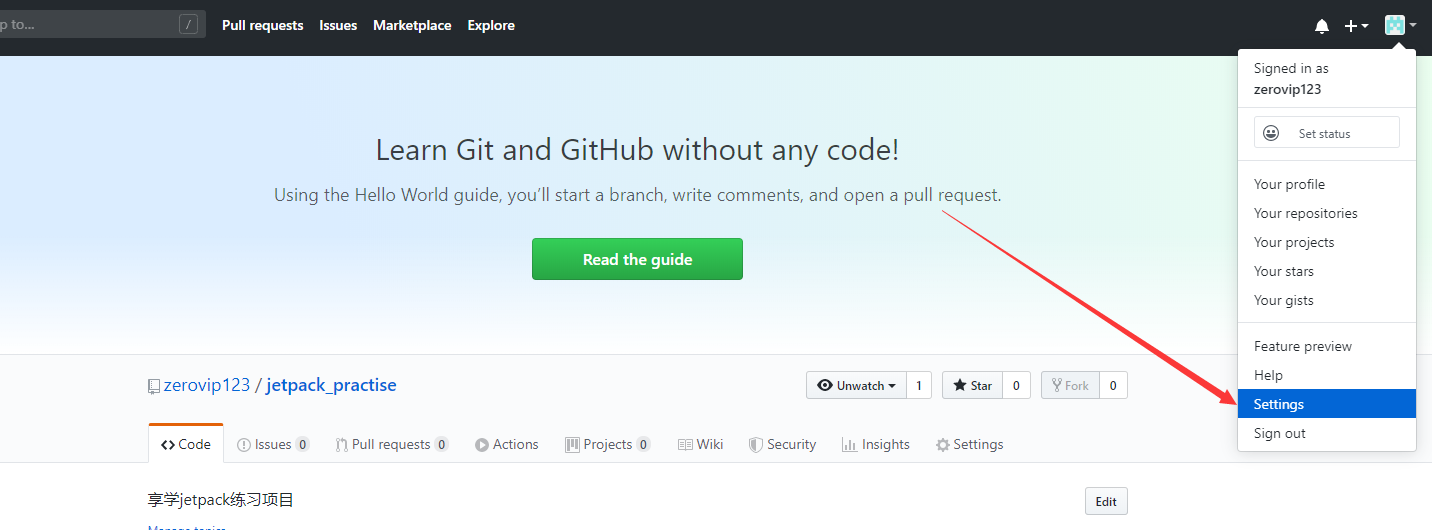 p to... /
Pull requests Issues Marketplace Explore
Signed in as
zerovip123
Set status
Your profile
Your repositories
Your projects
Your stars
Your gists
Feature preview
Help
Settings
Sign out
Learn Git and GitHub without any code!
Using the Hello World guide, you’ll start a branch, write comments, and open a pull request.
Read the guide
zerovip123 / jetpack_practise
Unwatch 1 Star 0 Fork 0
Code Issues 0 Pull requests 0 Actions Projects 0 Wiki Security Insights Settings
享学jetpack练习项目
Edit
Manage topics